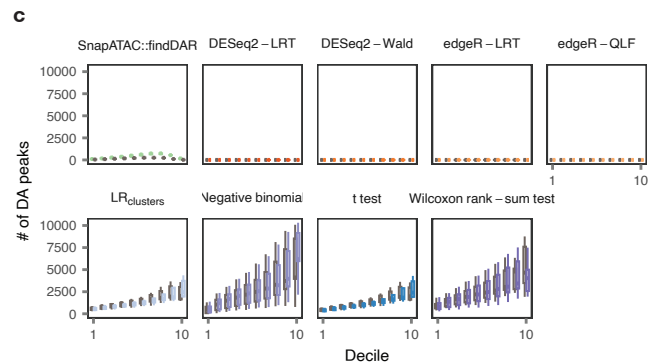 c
SnapATAC::findDAR DESeq2–LRT DESeq2–Wald edgeR–LRT edgeR–QLF
10000
7500
5000
2500
0
1 10
# of DA peaks
LRclusters Negative binomial t test Wilcoxon rank–sum test
10000
7500
5000
2500
0
1 10 1 10 1 10 1 10
Decile